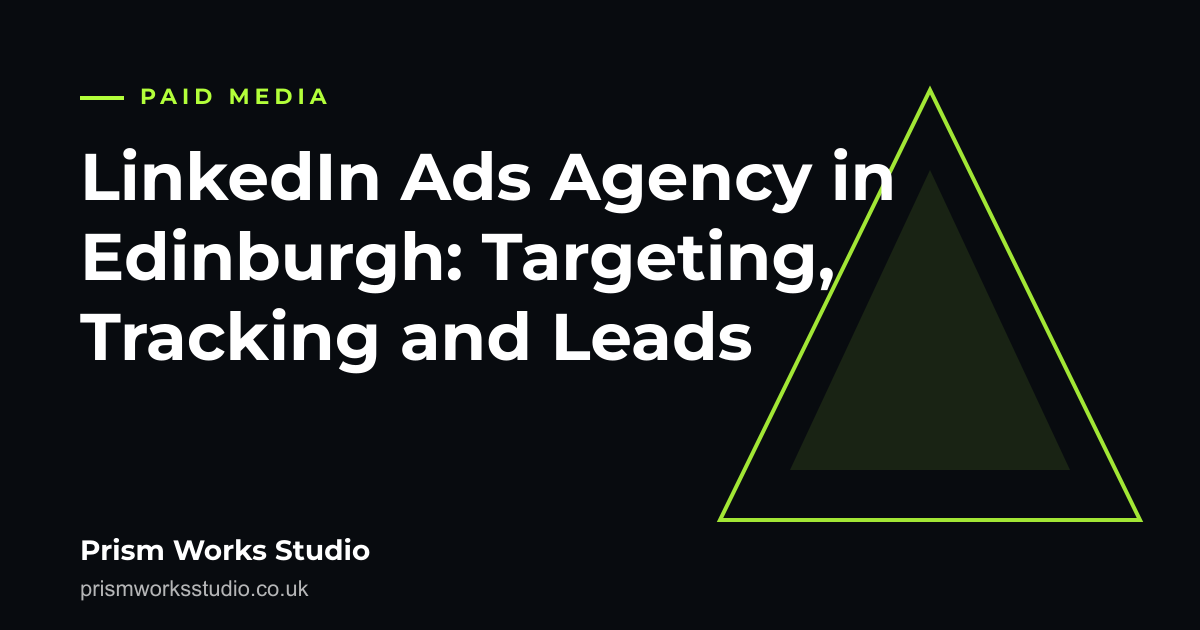 PAID MEDIA
LinkedIn Ads Agency in
Edinburgh: Targeting,
Tracking and Leads
Prism Works Studio
prismworksstudio.co.uk